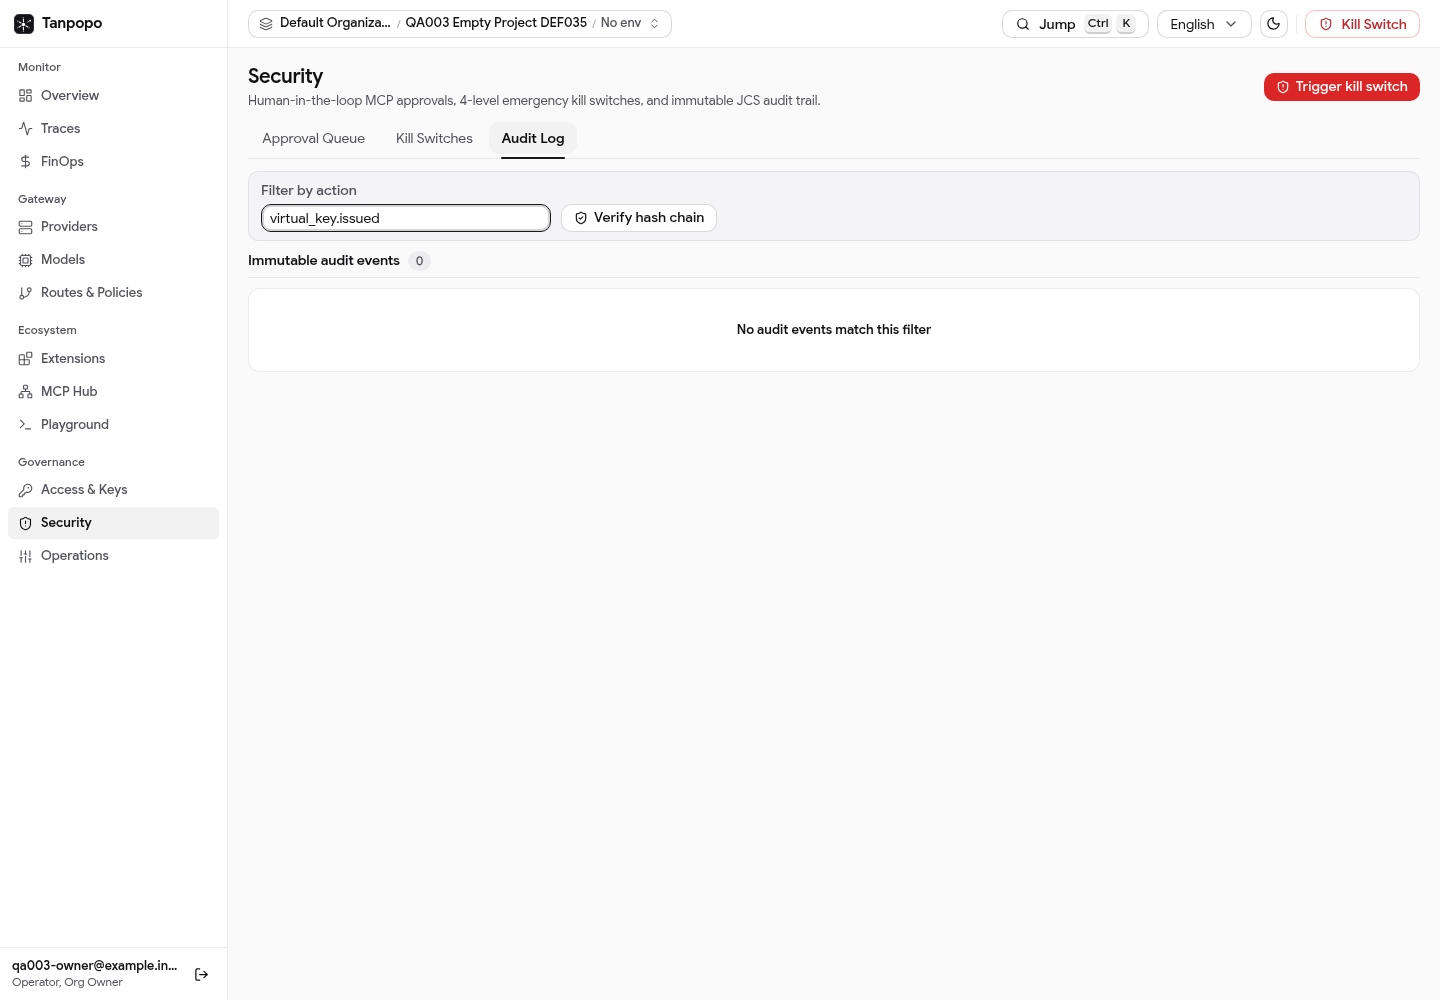 Tanpopo
Default Organiza... / QA003 Empty Project DEF035 / No env
Jump Ctrl K
English
Kill Switch
Monitor
Overview
Traces
FinOps
Gateway
Providers
Models
Routes & Policies
Ecosystem
Extensions
MCP Hub
Playground
Governance
Access & Keys
Security
Operations
qa003-owner@example.in...
Operator, Org Owner
Security
Human-in-the-loop MCP approvals, 4-level emergency kill switches, and immutable JCS audit trail.
Trigger kill switch
Approval Queue
Kill Switches
Audit Log
Filter by action
virtual_key.issued
Verify hash chain
Immutable audit events 0
No audit events match this filter